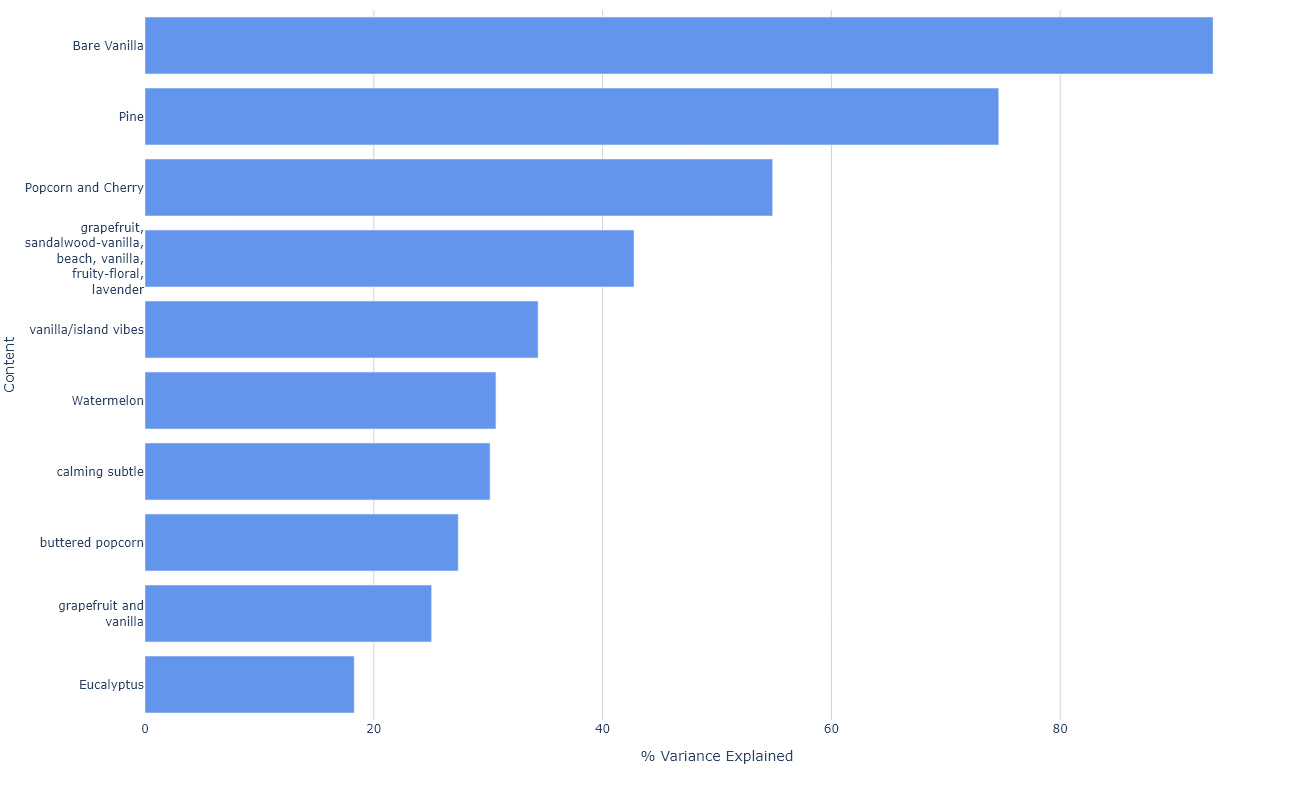 Bare Vanilla
Pine
Popcorn and Cherry
grapefruit,
sandalwood-vanilla,
beach, vanilla,
fruity-floral,
lavender
vanilla/island vibes
Watermelon
calming subtle
buttered popcorn
grapefruit and
vanilla
Eucalyptus
Content
0 20 40 60 80
% Variance Explained